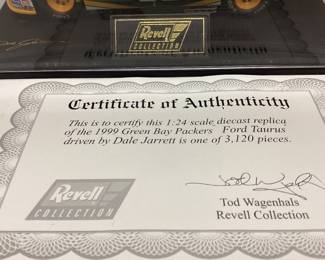 Revell
COLLECTION
Certificate of Authenticity
This is to certify this 1:24 scale diecast replica
of the 1999 Green Bay Packers Ford Taurus
driven by Dale Jarrett is one of 3,120 pieces.
Revell
COLLECTION
Tod Wagenhals
Revell Collection